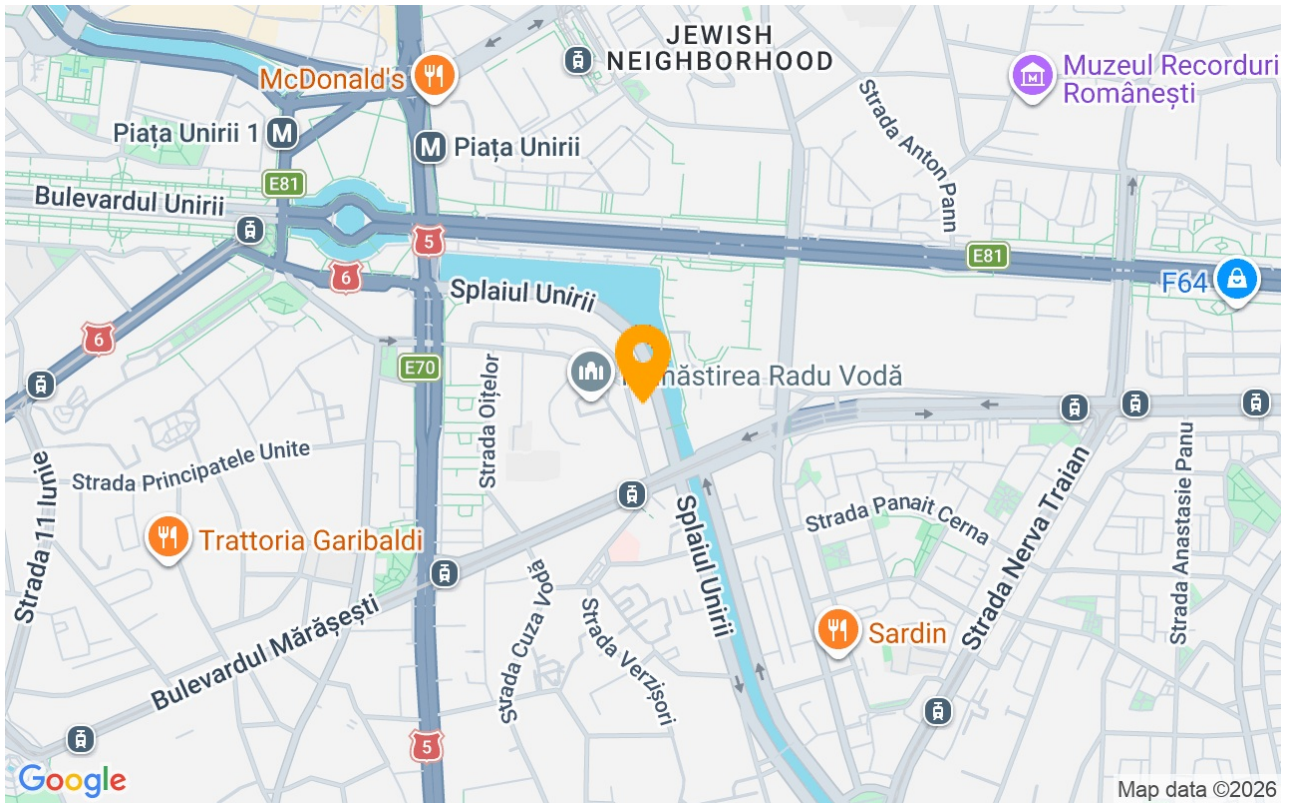 JEWISH
NEIGHBORHOOD
McDonald's
Muzeul Recorduri
Românești
Piața Unirii 1
M
M
Piața Unirii
Strada Anton Pann
E81
Bulevardul Unirii
5
E81
F64
6
Splaiul Unirii
6
E70
Strada Oițelor
năstirea Radu Vodă
Strada 11 Iunie
Strada Principatele Unite
Trattoria Garibaldi
Splaiul Unirii
Strada Panait Cerna
Strada Nerva Traian
Strada Anastasie Panu
Bulevardul Mărășești
Strada Cuza Vodă
Strada Verzișori
Sardin
5
Google
Map data ©2026